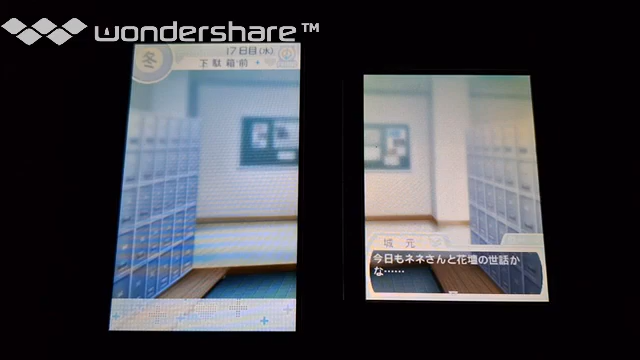 wondershare™
冬
17日目(水)
下駄箱前
城元
今日もネネさんと花壇の世話か
な……